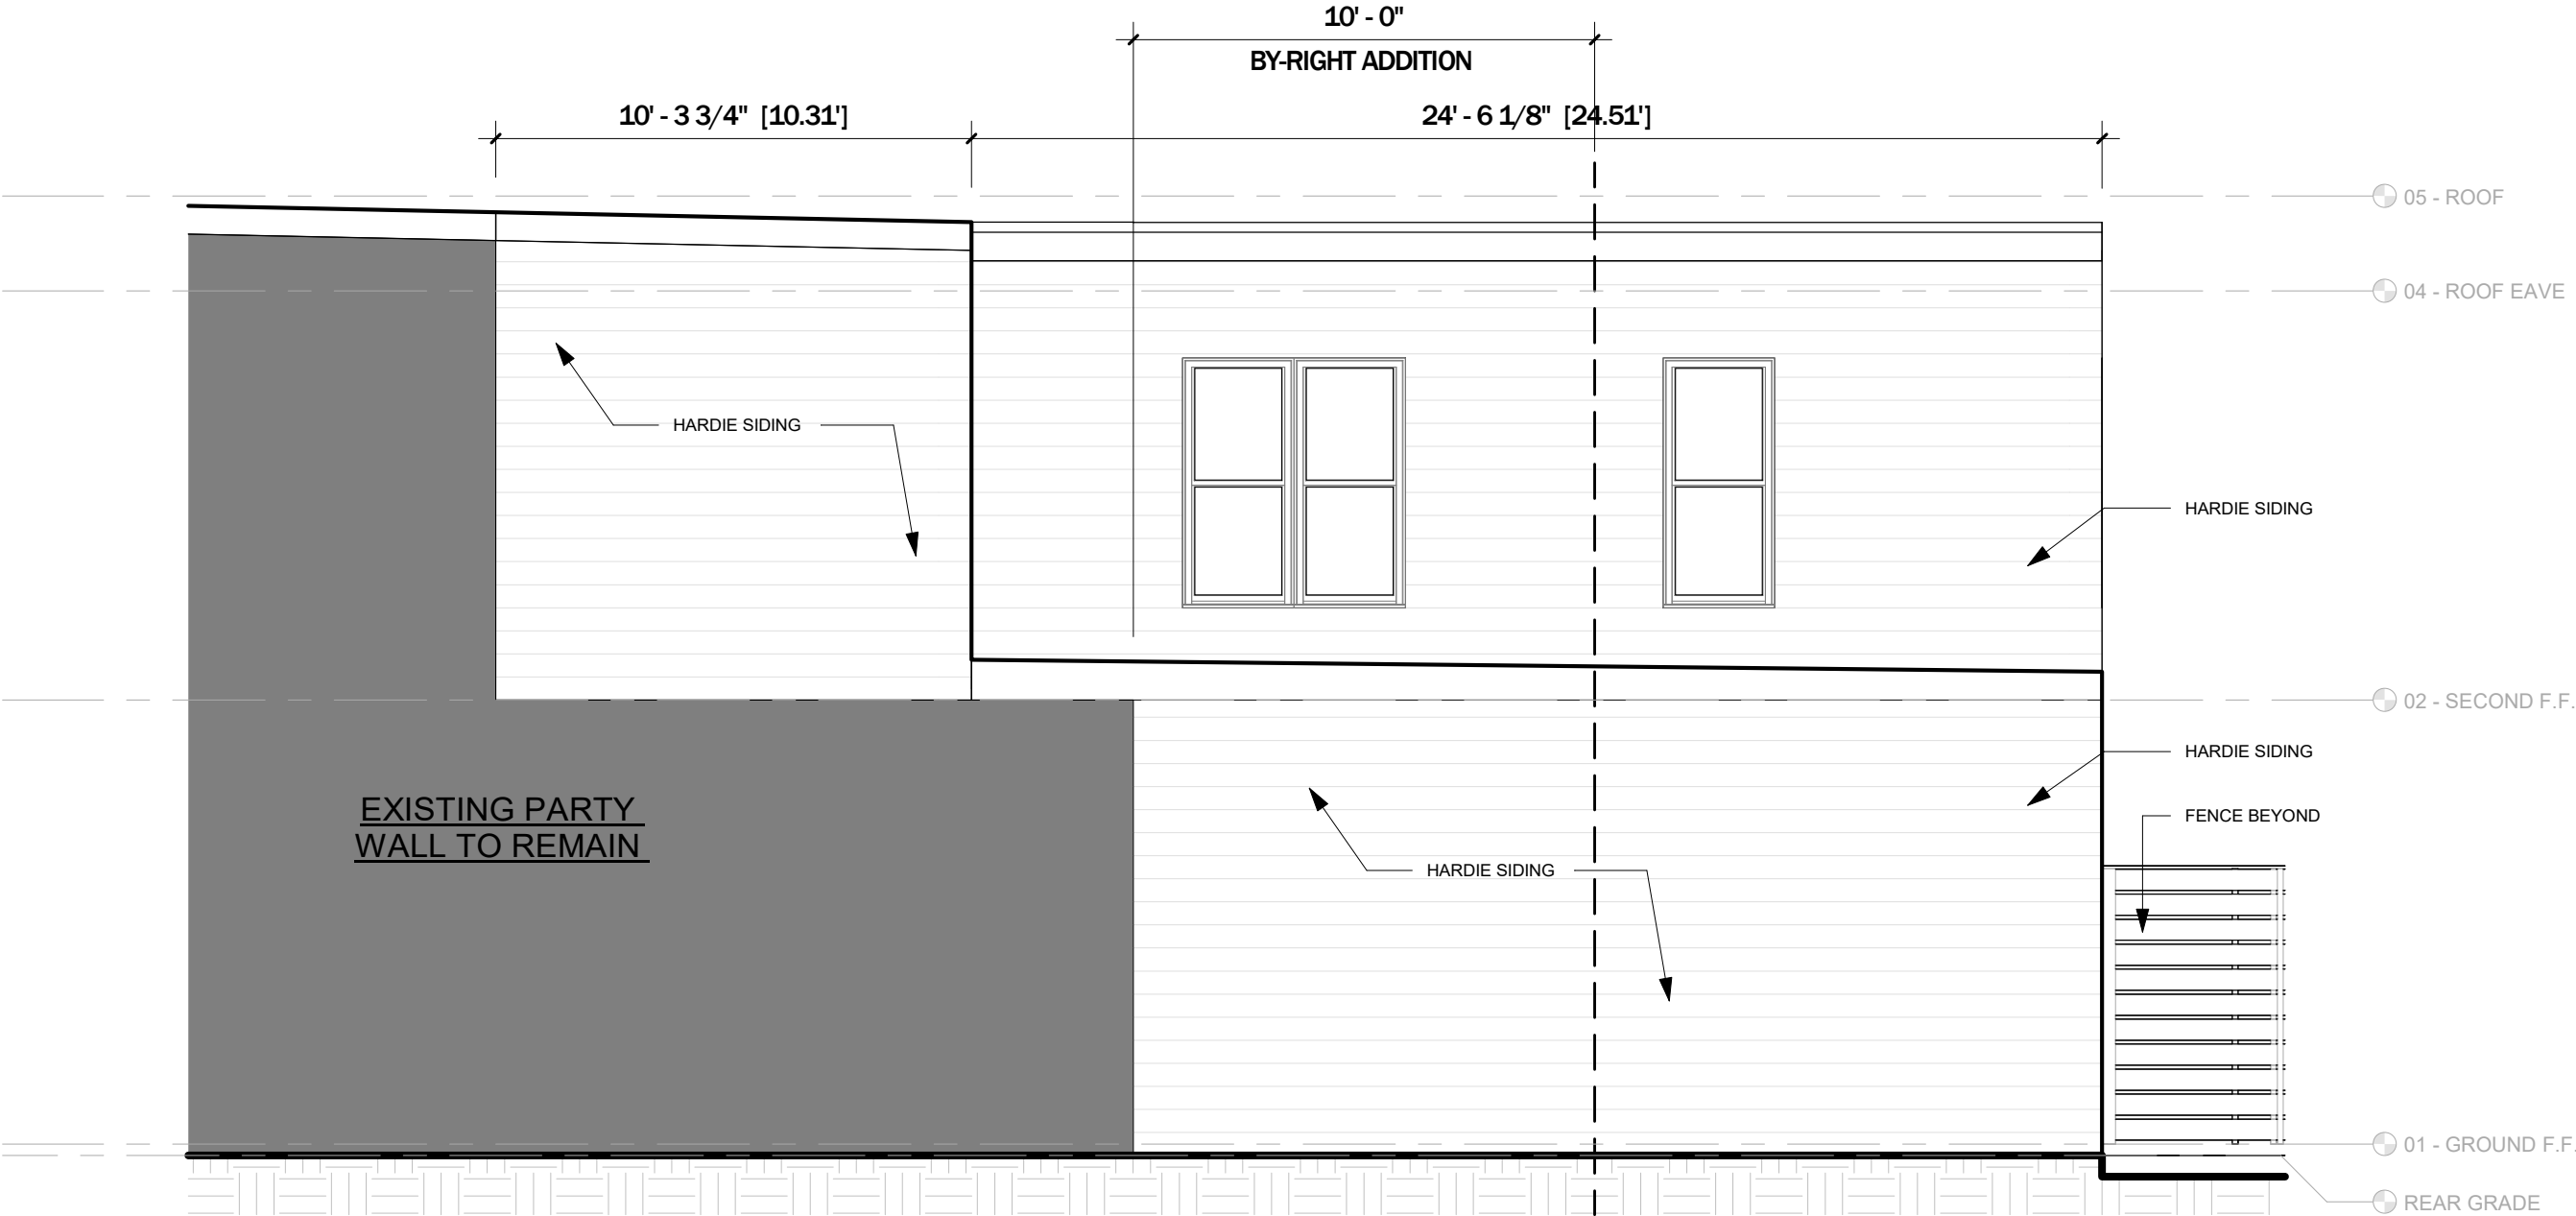 10' - 0"
BY-RIGHT ADDITION
10' - 3 3/4" [10.31']
24' - 6 1/8" [24.51']
05 - ROOF
04 - ROOF EAVE
HARDIE SIDING
HARDIE SIDING
02 - SECOND F.F.
HARDIE SIDING
EXISTING PARTY
WALL TO REMAIN
FENCE BEYOND
HARDIE SIDING
01 - GROUND F.F.
REAR GRADE